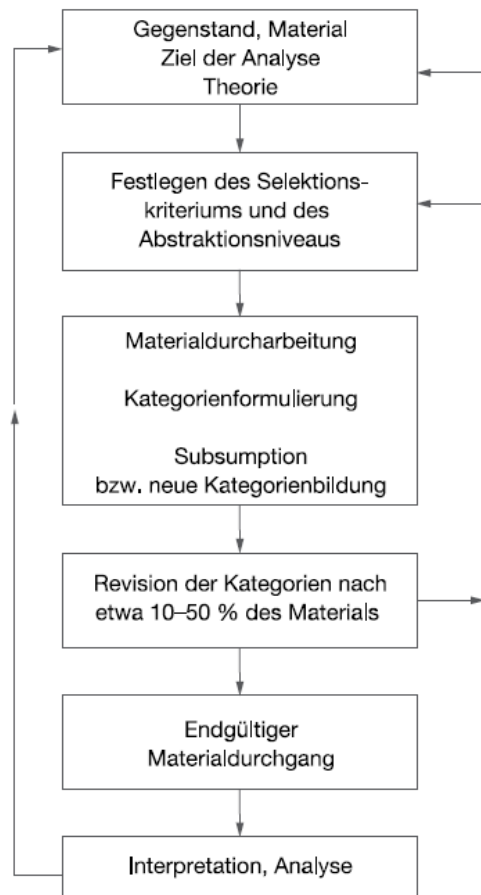 Gegenstand, Material
Ziel der Analyse
Theorie
Festlegen des Selektions-
kriteriums und des
Abstraktionsniveaus
Materialdurcharbeitung
Kategorienformulierung
Subsumption
bzw. neue Kategorienbildung
Revision der Kategorien nach
etwa 10–50 % des Materials
Endgültiger
Materialdurchgang
Interpretation, Analyse